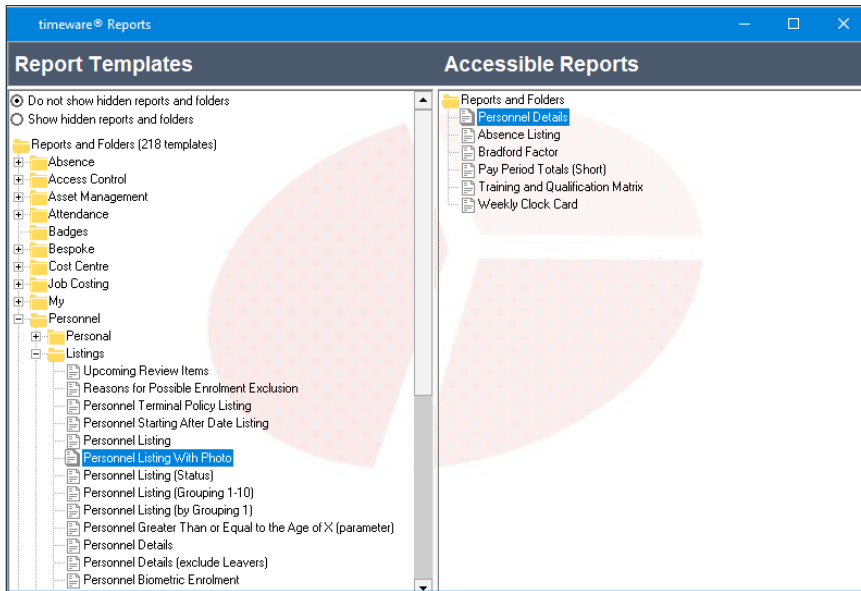 timeware® Reports
Report Templates
Accessible Reports
Do not show hidden reports and folders
Show hidden reports and folders
Reports and Folders (218 templates)
Absence
Access Control
Asset Management
Attendance
Badges
Bespoke
Cost Centre
Job Costing
My
Personnel
Personal
Listings
Upcoming Review Items
Reasons for Possible Enrolment Exclusion
Personnel Terminal Policy Listing
Personnel Starting After Date Listing
Personnel Listing
Personnel Listing With Photo
Personnel Listing (Status)
Personnel Listing (Grouping 1-10)
Personnel Listing (by Grouping 1)
Personnel Greater Than or Equal to the Age of X (parameter)
Personnel Details
Personnel Details (exclude Leavers)
Personnel Biometric Enrolment
Reports and Folders
Personnel Details
Absence Listing
Bradford Factor
Pay Period Totals (Short)
Training and Qualification Matrix
Weekly Clock Card